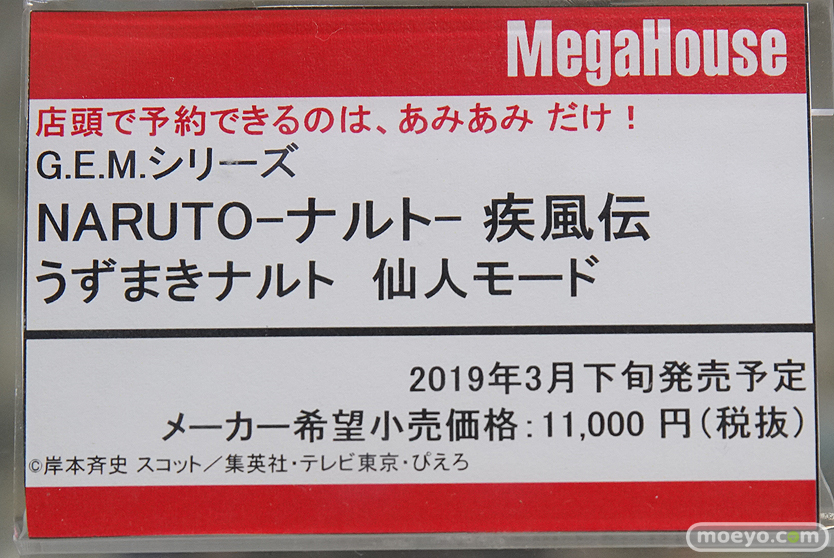 MegaHouse
店頭で予約できるのは、あみあみ だけ！
G.E.M.シリーズ
NARUTO-ナルト- 疾風伝
うずまきナルト 仙人モード
2019年3月下旬発売予定
メーカー希望小売価格：11,000 円（税抜）
©岸本斉史 スコット／集英社・テレビ東京・ぴえろ
moeyo.com